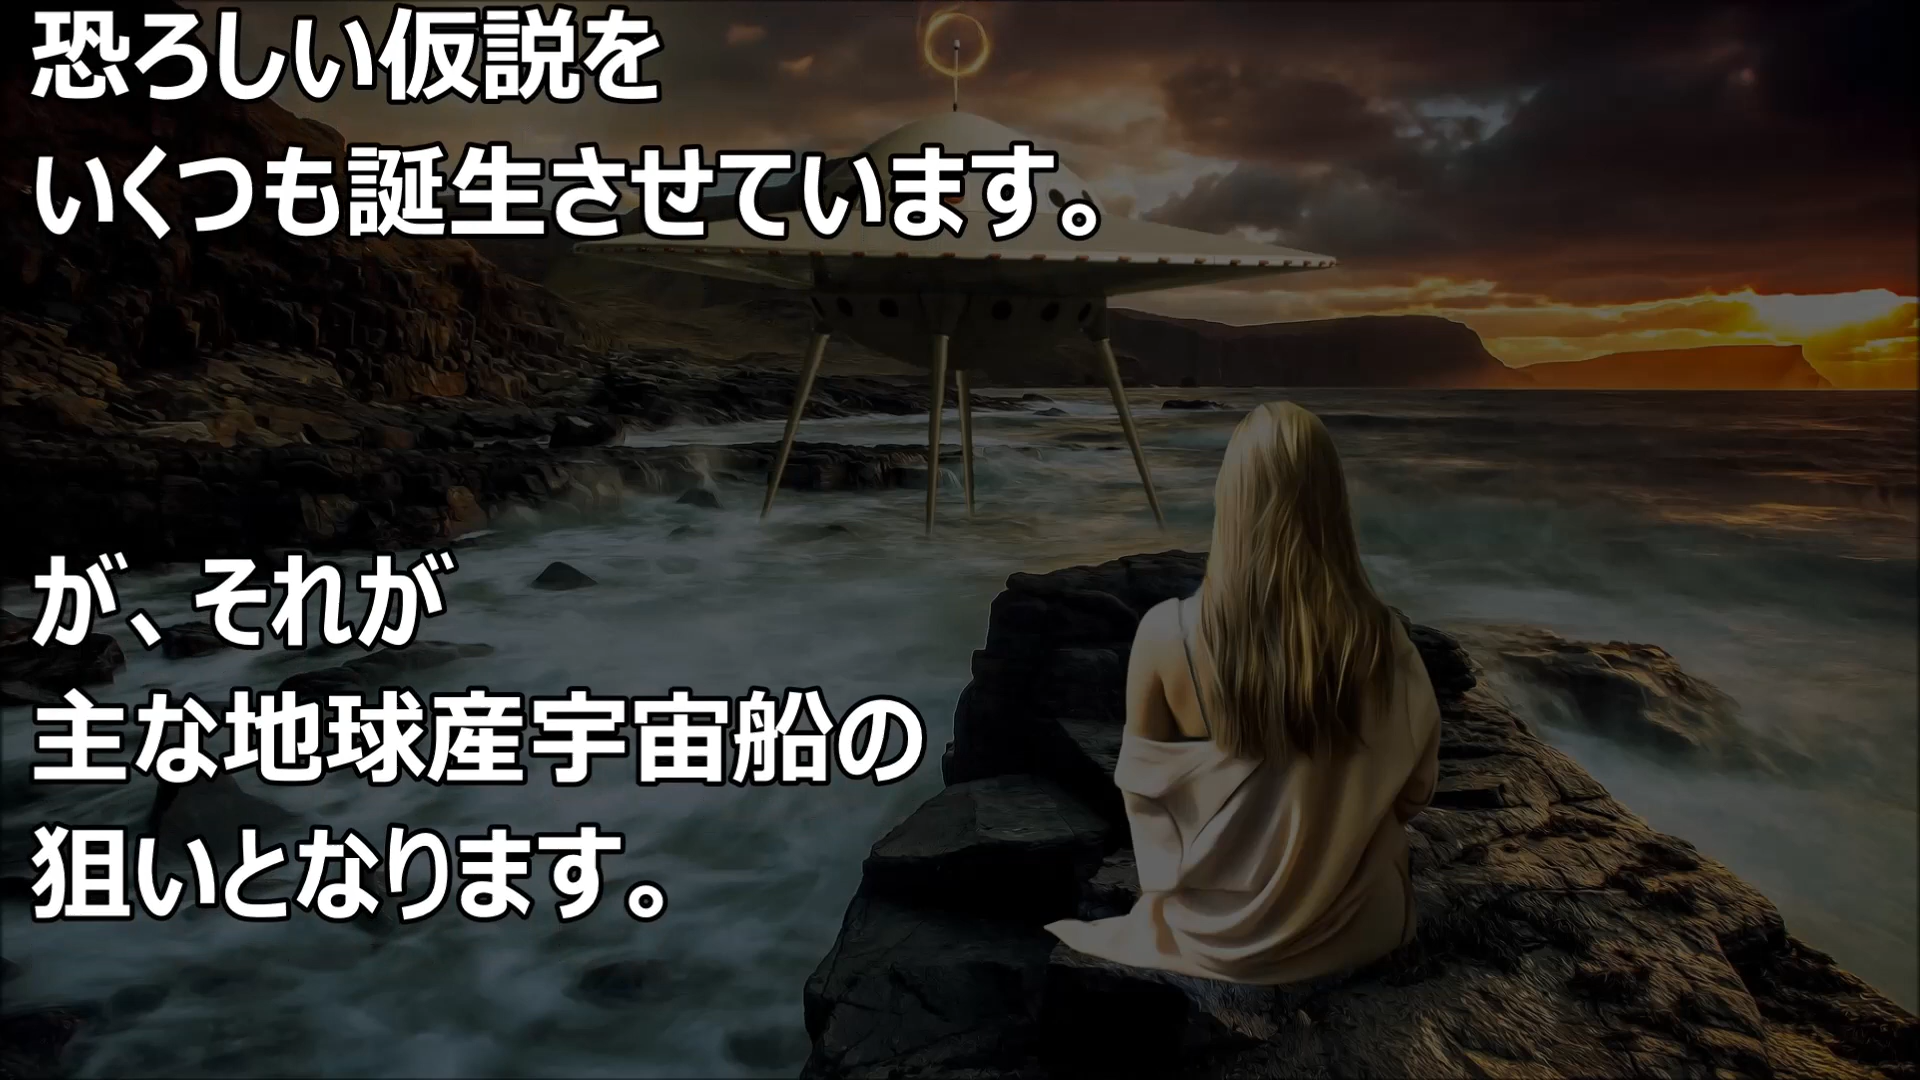 恐ろしい仮説を
いくつも誕生させています。
が、それが
主な地球産宇宙船の
狙いとなります。